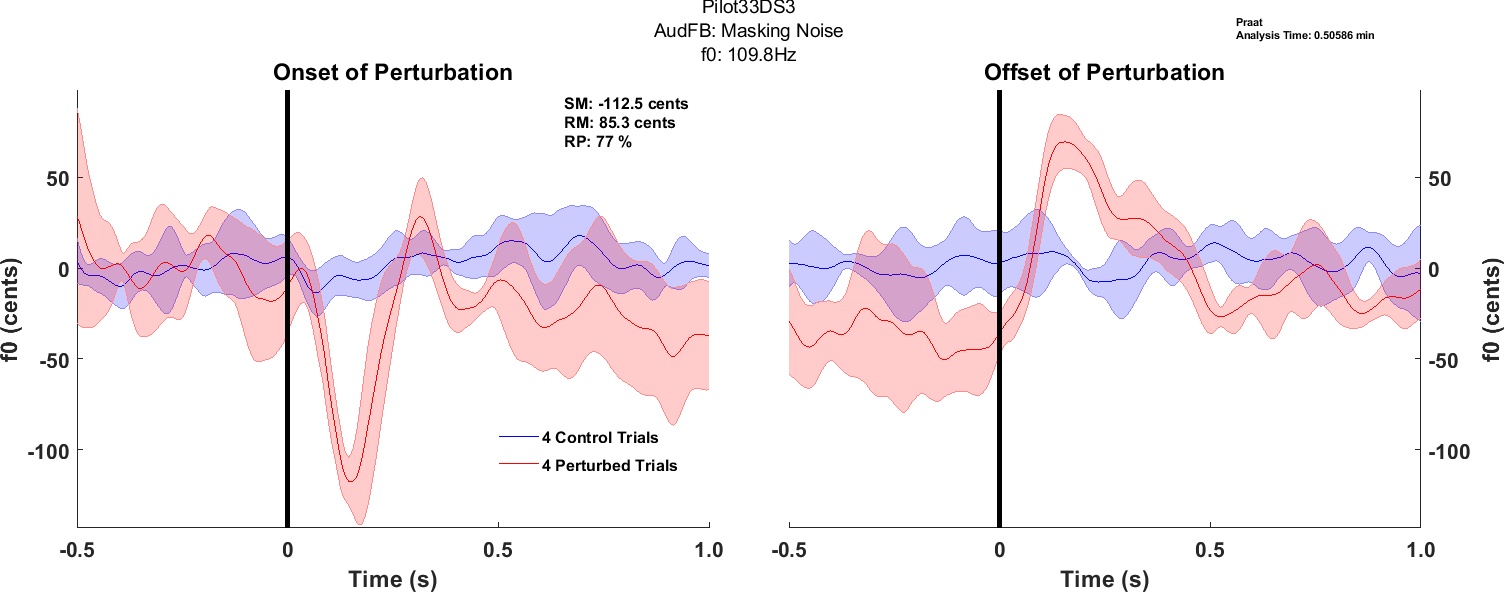 Pilot33DS3
AudFB: Masking Noise
f0: 109.8Hz
Praat
Analysis Time: 0.50586 min
Onset of Perturbation
SM: -112.5 cents
RM: 85.3 cents
RP: 77 %
50
0
-50
-100
f0 (cents)
4 Control Trials
4 Perturbed Trials
-0.5 0 0.5 1.0
Time (s)
Offset of Perturbation
50
0
-50
-100
f0 (cents)
-0.5 0 0.5 1.0
Time (s)